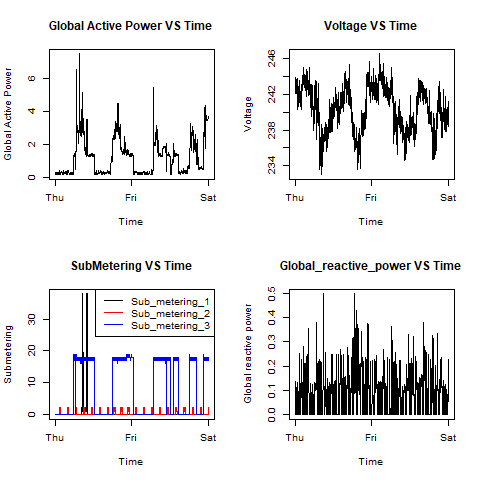 Global Active Power VS Time
Global Active Power
0 2 4 6
Thu Fri Sat
Time
Voltage VS Time
Voltage
234 238 242 246
Thu Fri Sat
Time
SubMetering VS Time
Submetering
0 10 20 30
Sub_metering_1
Sub_metering_2
Sub_metering_3
Thu Fri Sat
Time
Global_reactive_power VS Time
Global reactive power
0.0 0.1 0.2 0.3 0.4 0.5
Thu Fri Sat
Time